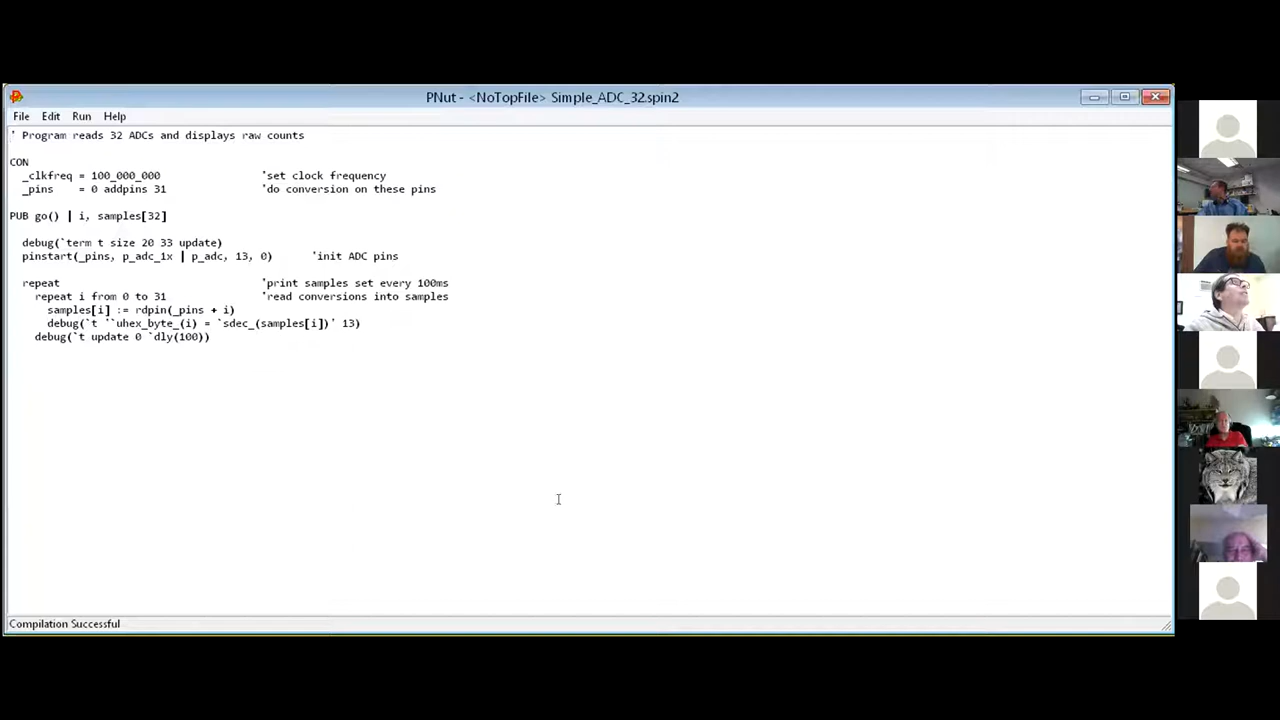 PNut - <NoTopFile> Simple_ADC_32.spin2
File Edit Run Help
' Program reads 32 ADCs and displays raw counts
CON
_clkfreq = 100_000_000 'set clock frequency
_pins = 0 addpins 31 'do conversion on these pins
PUB go() | i, samples[32]
debug(`term t size 20 33 update)
pinstart(_pins, p_adc_1x | p_adc, 13, 0) 'init ADC pins
repeat 'print samples set every 100ms
repeat i from 0 to 31 'read conversions into samples
samples[i] := rdpin(_pins + i)
debug(`t '`uhex_byte_(i) = `sdec_(samples[i])' 13)
debug(`t update 0 `dly(100))
Compilation Successful